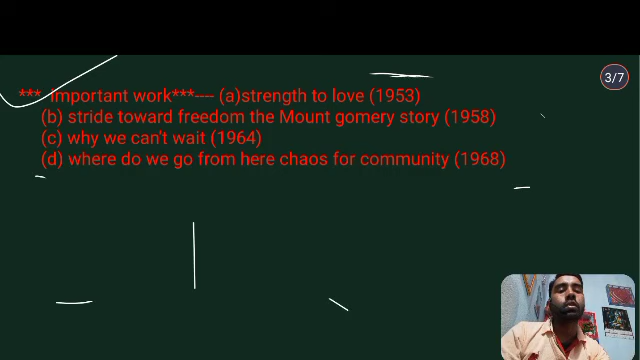 3/7
*** Important work***---- (a)strength to love (1953)
(b) stride toward freedom the Mount gomery story (1958)
(c) why we can't wait (1964)
(d) where do we go from here chaos for community (1968)